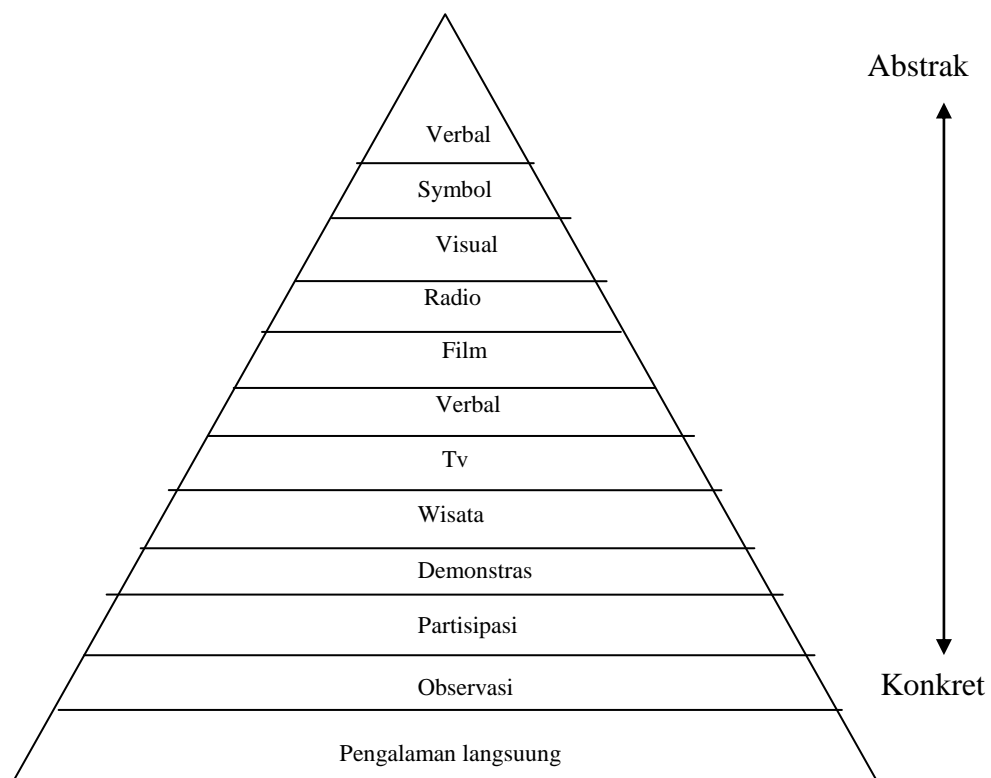 Abstrak
Verbal
Symbol
Visual
Radio
Film
Verbal
Tv
Wisata
Demonstras
Partisipasi
Observasi
Konkret
Pengalaman langsuung